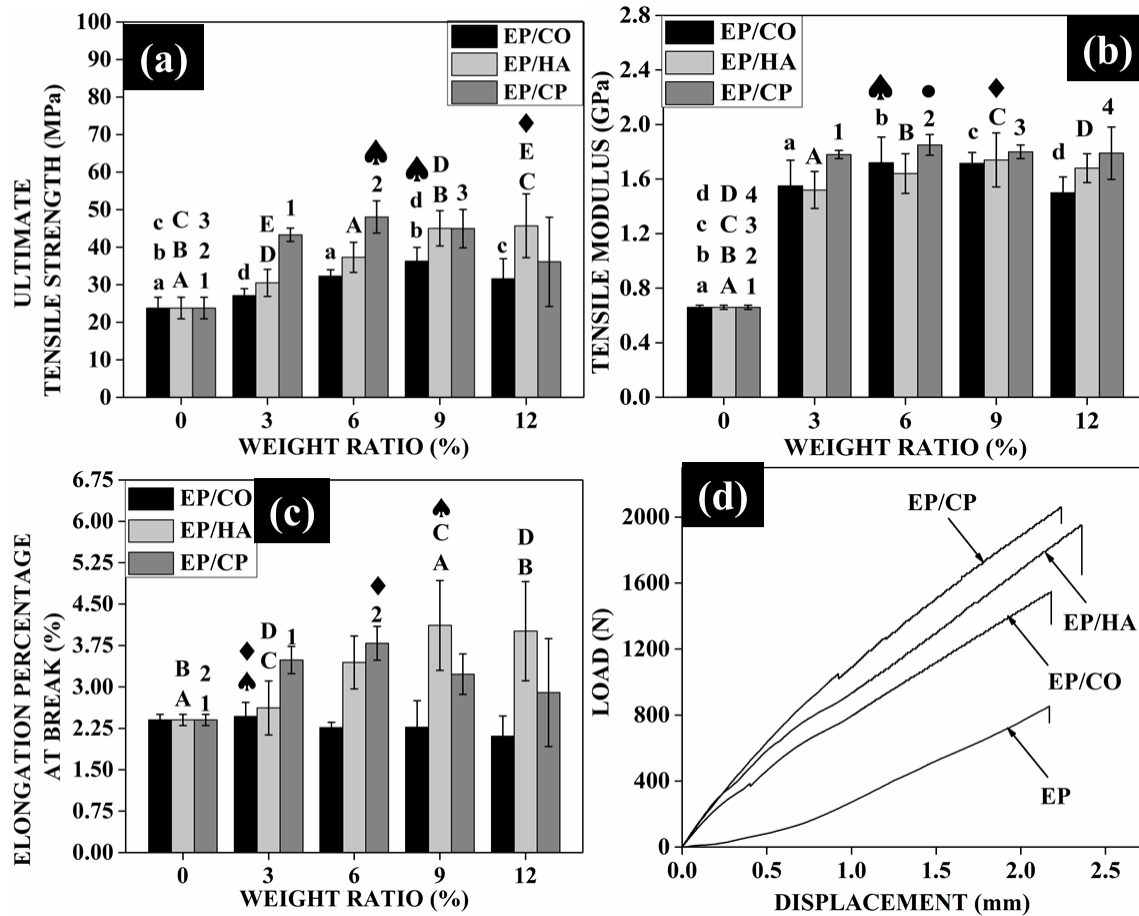 (a)
EP/CO
EP/HA
EP/CP
ULTIMATE
TENSILE STRENGTH (MPa)
100
90
80
70
60
50
40
30
20
10
0
c C 3
b B 2
a A 1
d
E
D
1
a
A
♠
2
♠
d
b
D
B
3
c
♦
E
C
0 3 6 9 12
WEIGHT RATIO (%)
(b)
EP/CO
EP/HA
EP/CP
TENSILE MODULUS (GPa)
2.8
2.4
2.0
1.6
1.2
0.8
0.4
0.0
d D 4
c C 3
b B 2
a A 1
a
A
1
♠
b
B
●
2
c
♦
C
3
d
D
4
0 3 6 9 12
WEIGHT RATIO (%)
(c)
EP/CO
EP/HA
EP/CP
ELONGATION PERCENTAGE
AT BREAK (%)
6.75
6.00
5.25
4.50
3.75
3.00
2.25
1.50
0.75
0.00
B 2
A 1
♦
♠
D
C
1
♦
2
♠
C
A
D
B
0 3 6 9 12
WEIGHT RATIO (%)
(d)
LOAD (N)
2000
1600
1200
800
400
0
EP/CP
EP/HA
EP/CO
EP
0.0 0.5 1.0 1.5 2.0 2.5
DISPLACEMENT (mm)